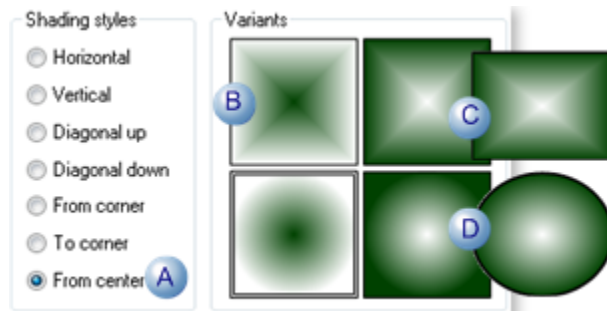 Shading styles
Horizontal
Vertical
Diagonal up
Diagonal down
From corner
To corner
From center
A
Variants
B
C
D